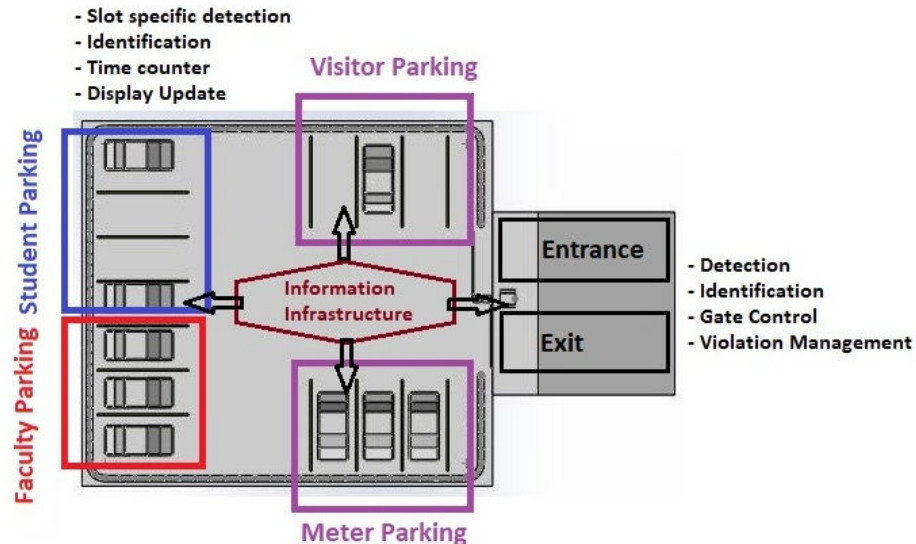 - Slot specific detection
- Identification
- Time counter
- Display Update
Visitor Parking
Student Parking
Faculty Parking
Information
Infrastructure
Entrance
Exit
- Detection
- Identification
- Gate Control
- Violation Management
Meter Parking